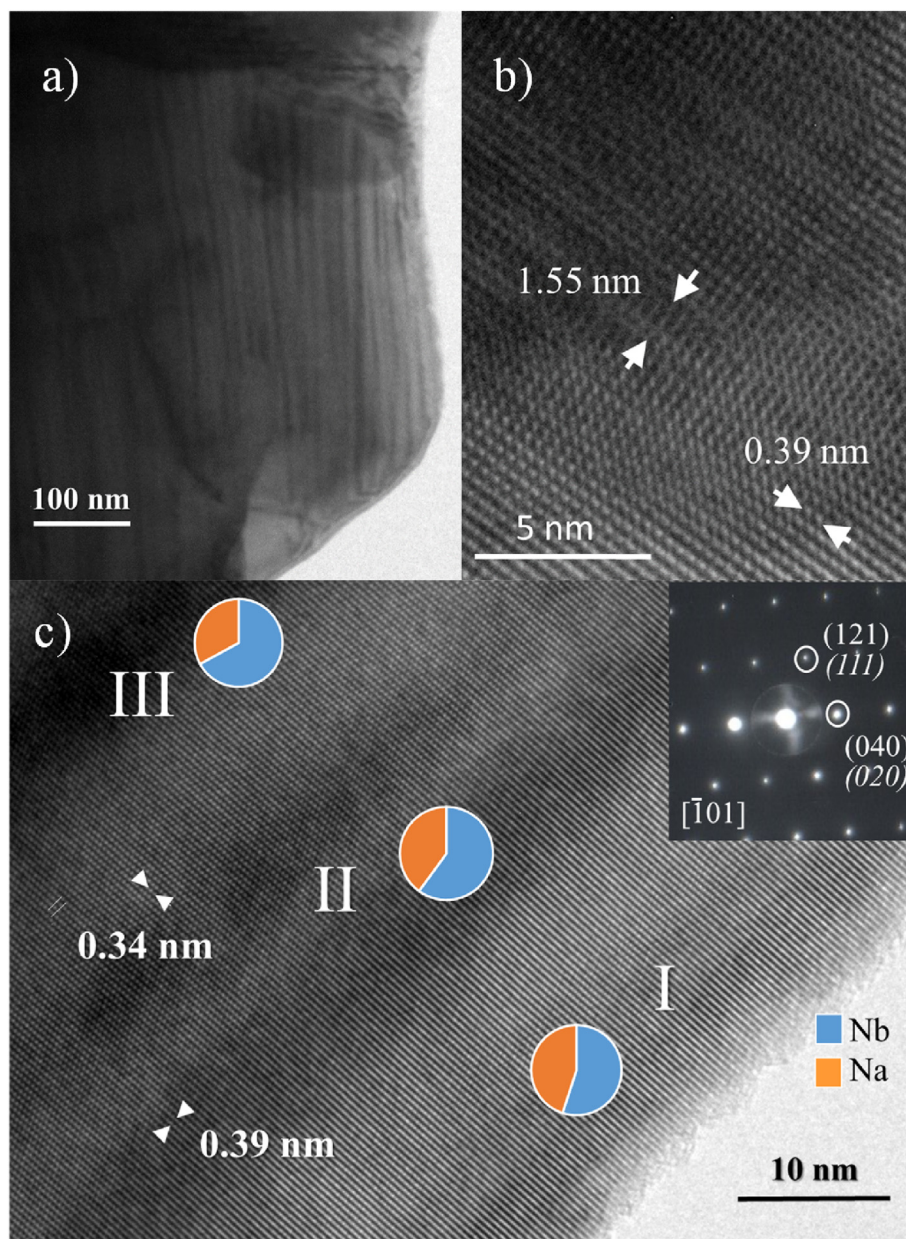 a)
100 nm
b)
1.55 nm
0.39 nm
5 nm
c)
III
II
I
0.34 nm
0.39 nm
(121)
(111)
(040)
(020)
[1̄01]
Nb
Na
10 nm